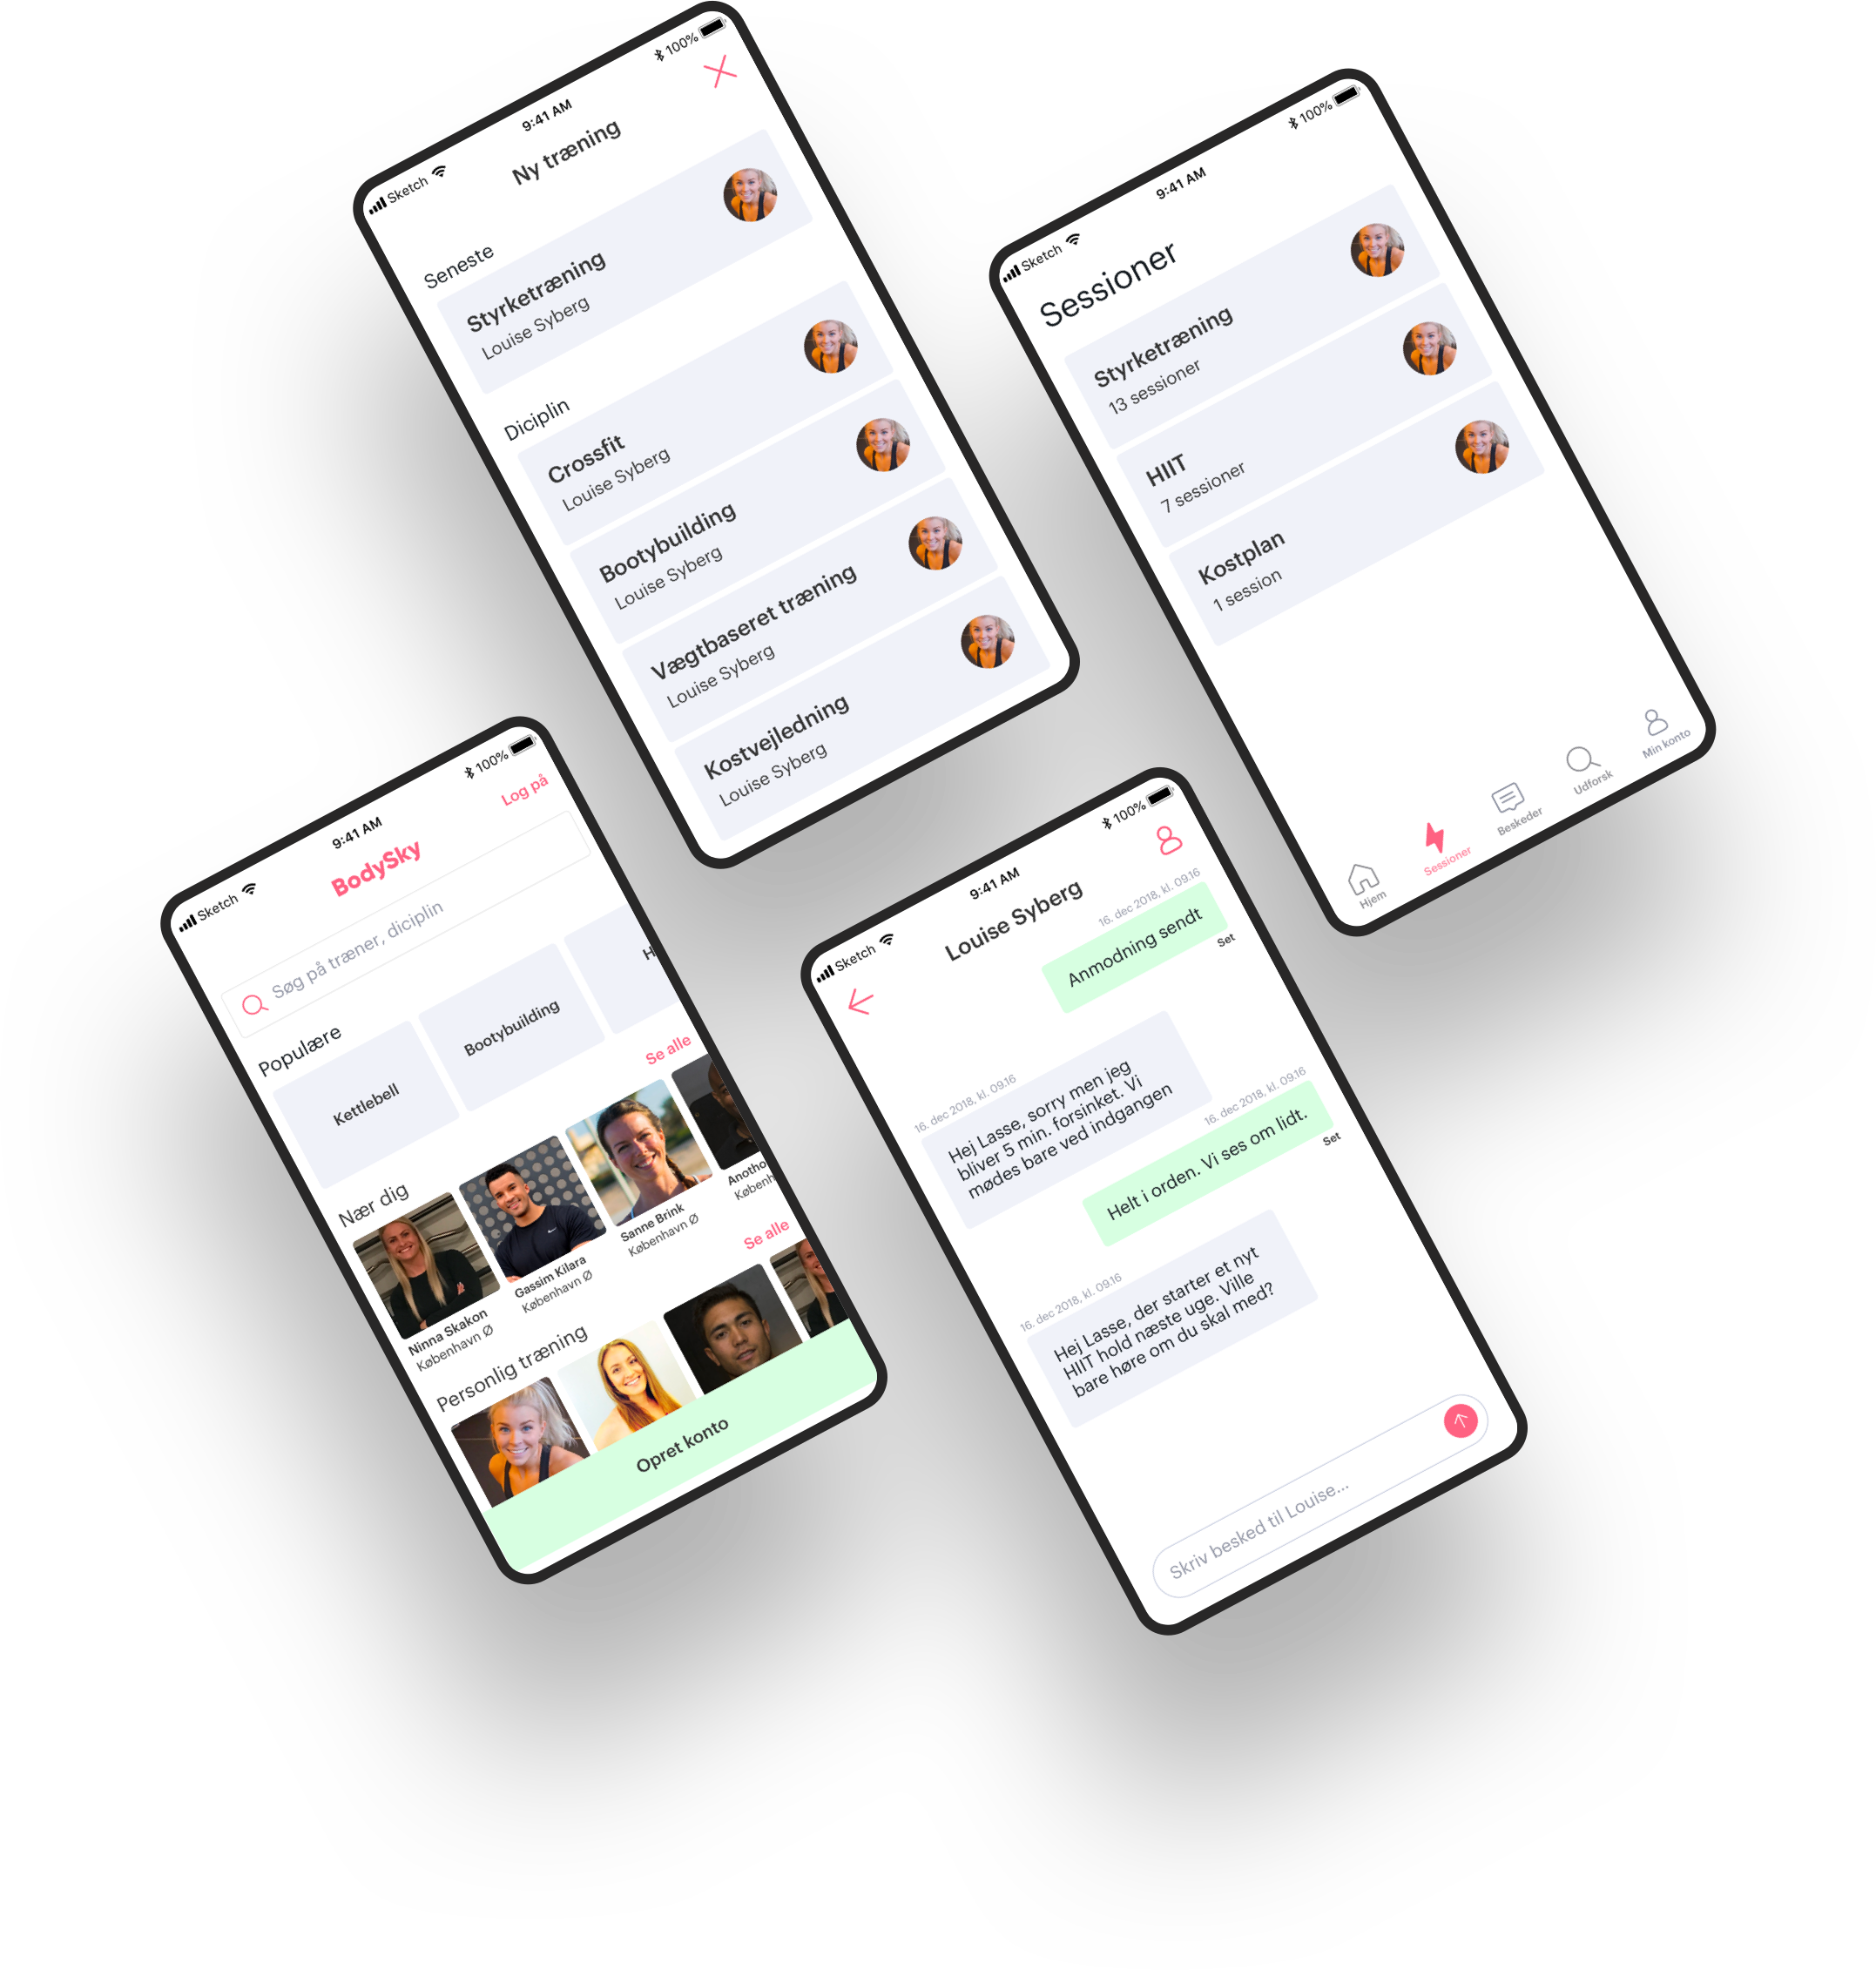 Sketch
9:41 AM
100%
Ny træning
Seneste
Styrketræning
Louise Syberg
Diciplin
Crossfit
Louise Syberg
Bootybuilding
Louise Syberg
Vægtbaseret træning
Louise Syberg
Kostvejledning
Louise Syberg
Sketch
9:41 AM
100%
Sessioner
Styrketræning
13 sessioner
HIIT
7 sessioner
Kostplan
1 session
Hjem
Sessioner
Beskeder
Udforsk
Min konto
Sketch
9:41 AM
100%
BodySky
Log på
Søg på træner, diciplin
Populære
Kettlebell
Bootybuilding
H
Nær dig
Se alle
Ninna Skakon
København Ø
Gassim Kilara
København Ø
Sanne Brink
København Ø
Anotho
Københ
Personlig træning
Se alle
Opret konto
Sketch
9:41 AM
100%
Louise Syberg
16. dec 2018, kl. 09.16
Anmodning sendt
Set
16. dec 2018, kl. 09.16
Hej Lasse, sorry men jeg
bliver 5 min. forsinket. Vi
mødes bare ved indgangen
16. dec 2018, kl. 09.16
Helt i orden. Vi ses om lidt.
Set
16. dec 2018, kl. 09.16
Hej Lasse, der starter et nyt
HIIT hold næste uge. Ville
bare høre om du skal med?
Skriv besked til Louise...